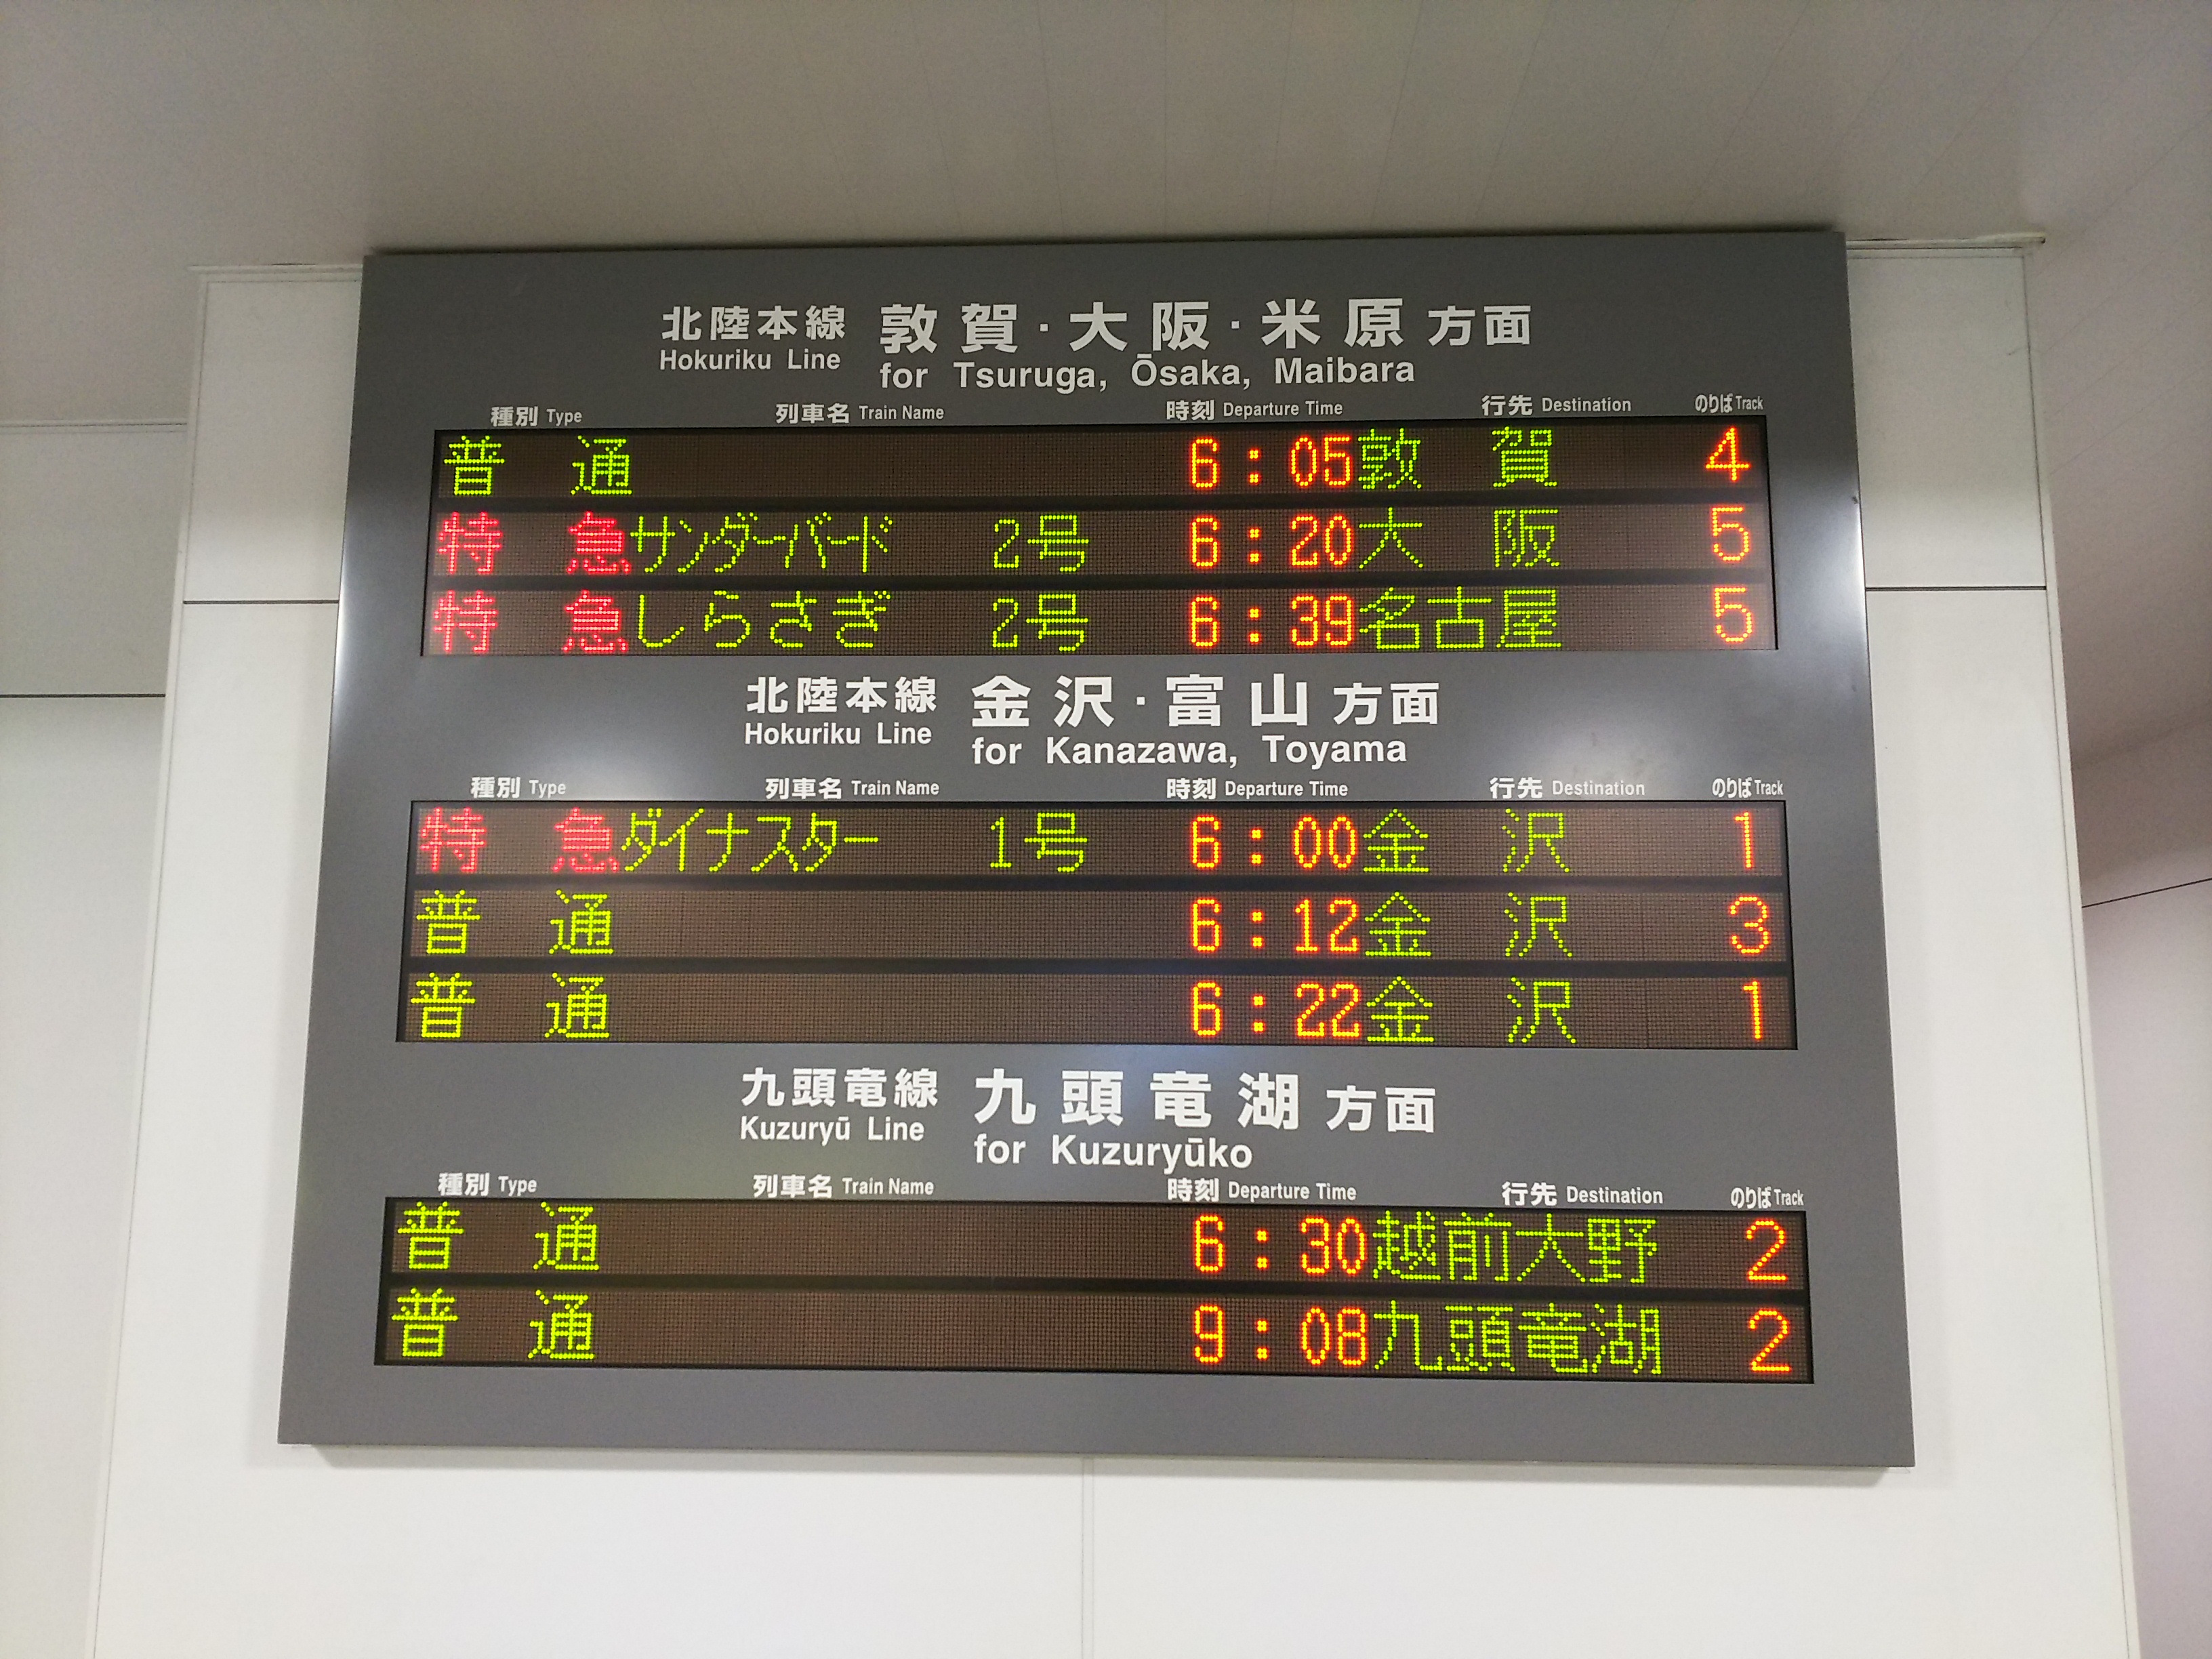 北陸本線 敦賀・大阪・米原方面
Hokuriku Line for Tsuruga, Ōsaka, Maibara
種別 Type 列車名 Train Name 時刻 Departure Time 行先 Destination のりば Track
普通 6:05 敦賀 4
特急 サンダーバード 2号 6:20 大阪 5
特急 しらさぎ 2号 6:39 名古屋 5
北陸本線 金沢・富山方面
Hokuriku Line for Kanazawa, Toyama
種別 Type 列車名 Train Name 時刻 Departure Time 行先 Destination のりば Track
特急 ダイナスター 1号 6:00 金沢 1
普通 6:12 金沢 3
普通 6:22 金沢 1
九頭竜線 九頭竜湖方面
Kuzuryū Line for Kuzuryūko
種別 Type 列車名 Train Name 時刻 Departure Time 行先 Destination のりば Track
普通 6:30 越前大野 2
普通 9:08 九頭竜湖 2